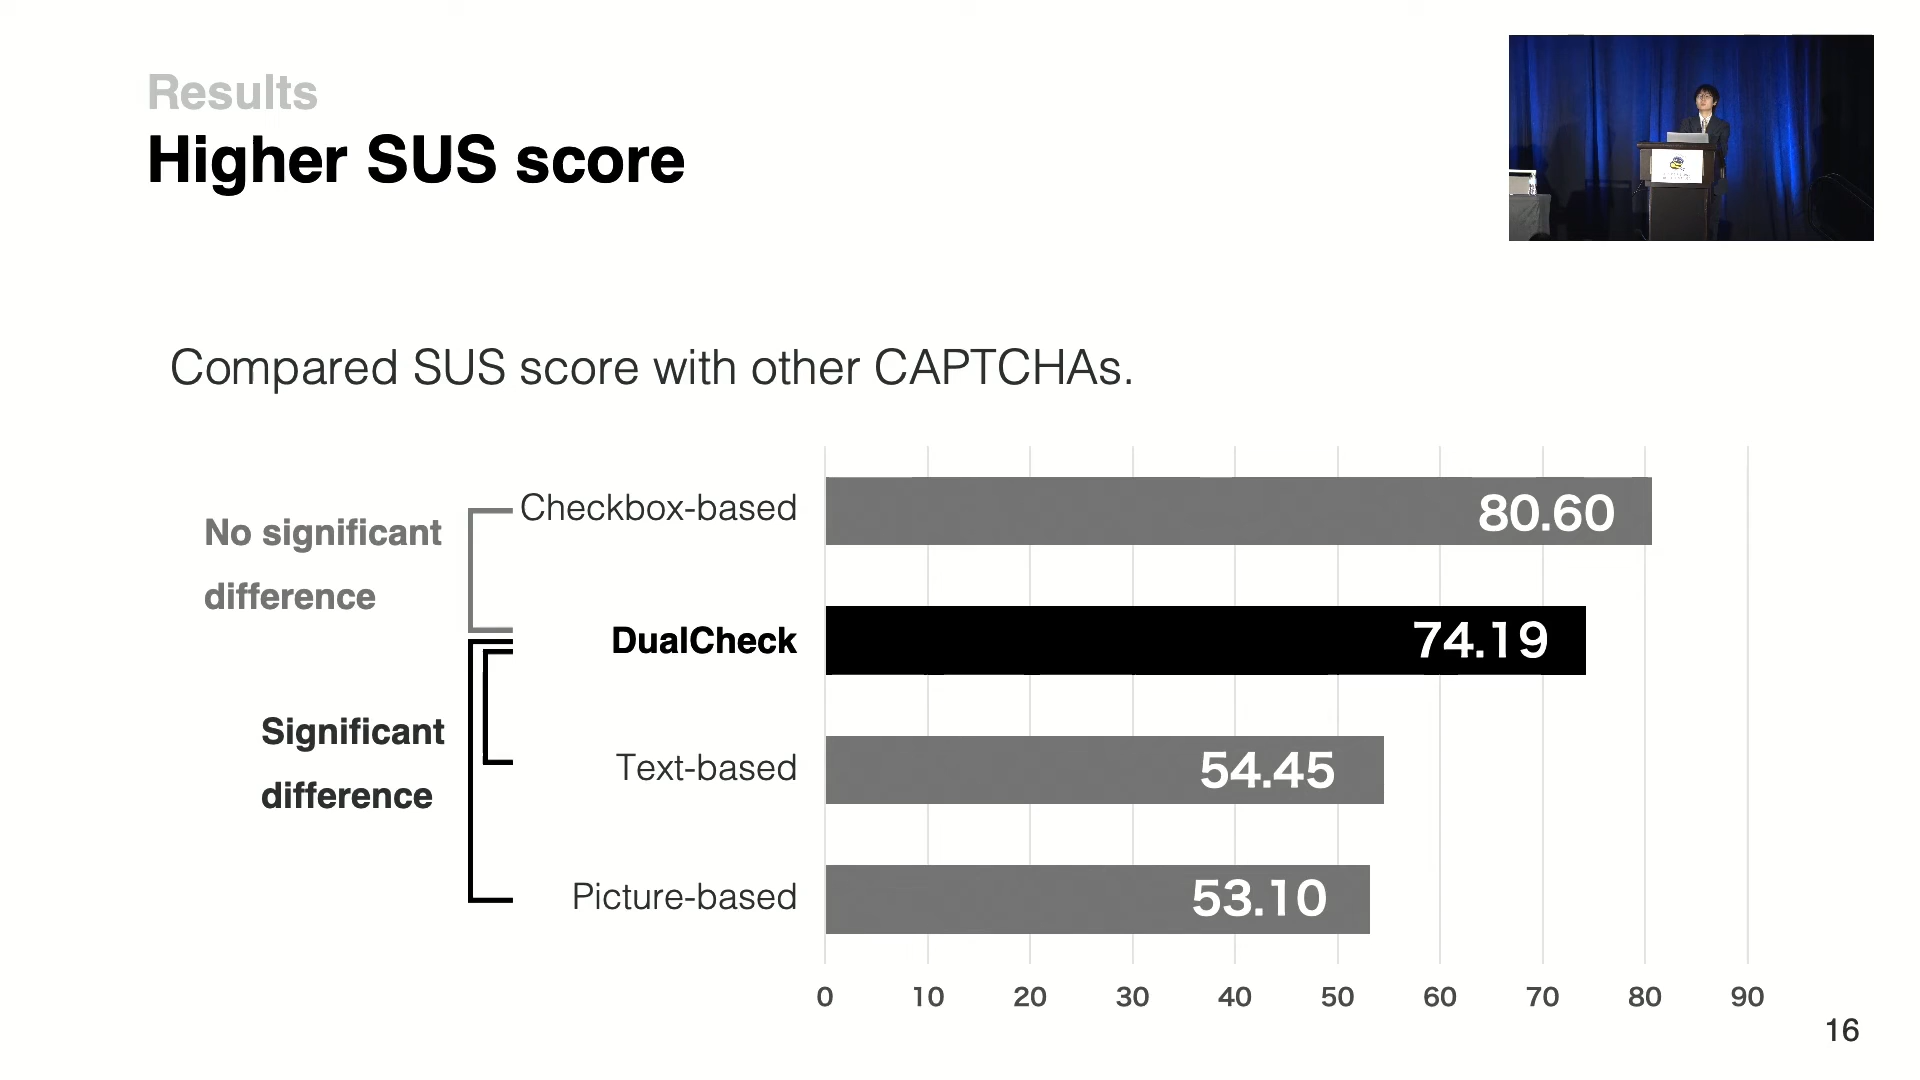 Results
Higher SUS score
Compared SUS score with other CAPTCHAs.
No significant
difference
Significant
difference
Checkbox-based
80.60
DualCheck
74.19
Text-based
54.45
Picture-based
53.10
0 10 20 30 40 50 60 70 80 90
16